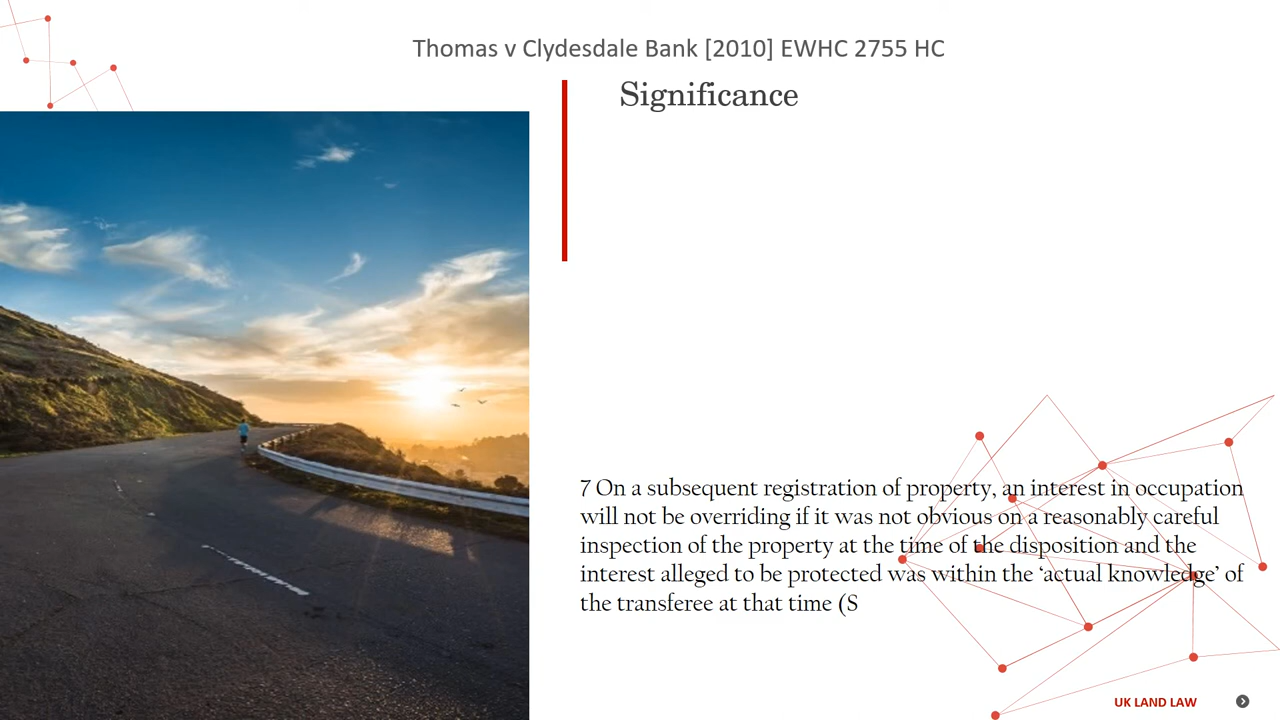 Thomas v Clydesdale Bank [2010] EWHC 2755 HC
Significance
7 On a subsequent registration of property, an interest in occupation
will not be overriding if it was not obvious on a reasonably careful
inspection of the property at the time of the disposition and the
interest alleged to be protected was within the ‘actual knowledge’ of
the transferee at that time (S
UK LAND LAW